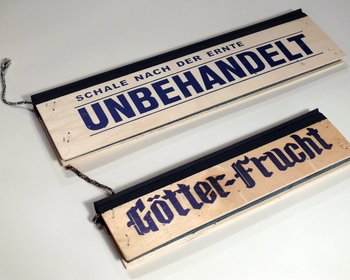 SCHALE NACH DER ERNTE
UNBEHANDELT
Götter-Frucht